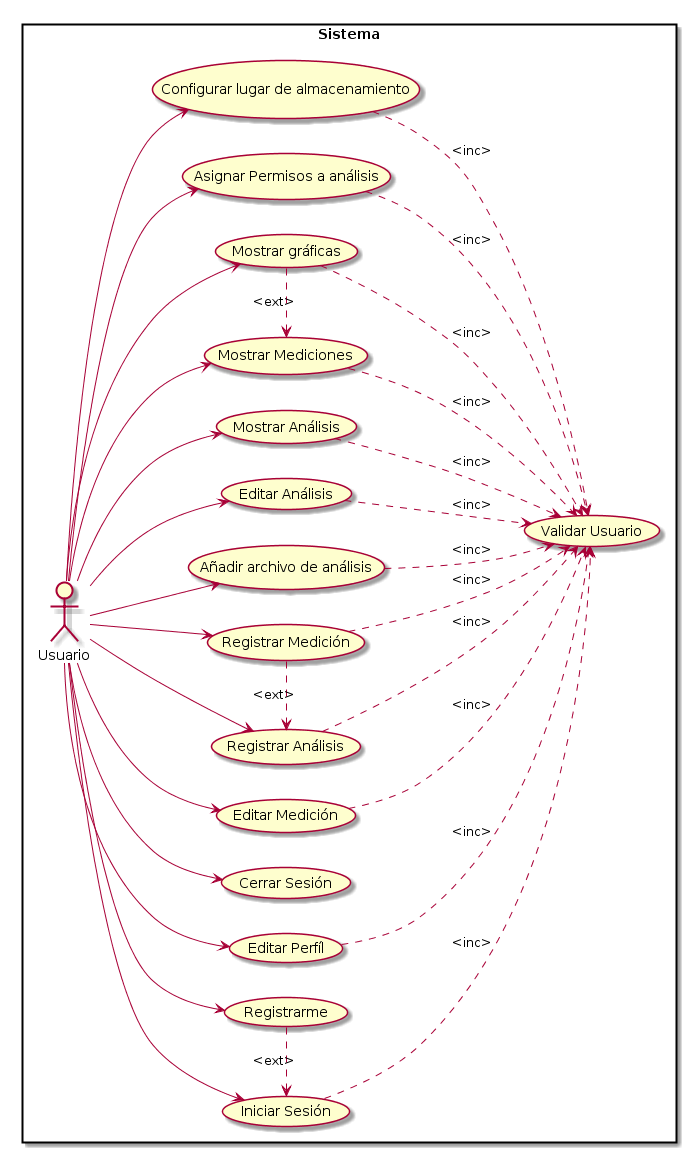 Sistema
Configurar lugar de almacenamiento
<inc>
Asignar Permisos a análisis
<inc>
Mostrar gráficas
<ext>
<inc>
Mostrar Mediciones
<inc>
Mostrar Análisis
<inc>
Editar Análisis
<inc>
Validar Usuario
<inc>
Añadir archivo de análisis
<inc>
<inc>
Registrar Medición
Usuario
<ext>
<inc>
Registrar Análisis
Editar Medición
<inc>
Cerrar Sesión
<inc>
Editar Perfíl
Registrarme
<ext>
Iniciar Sesión